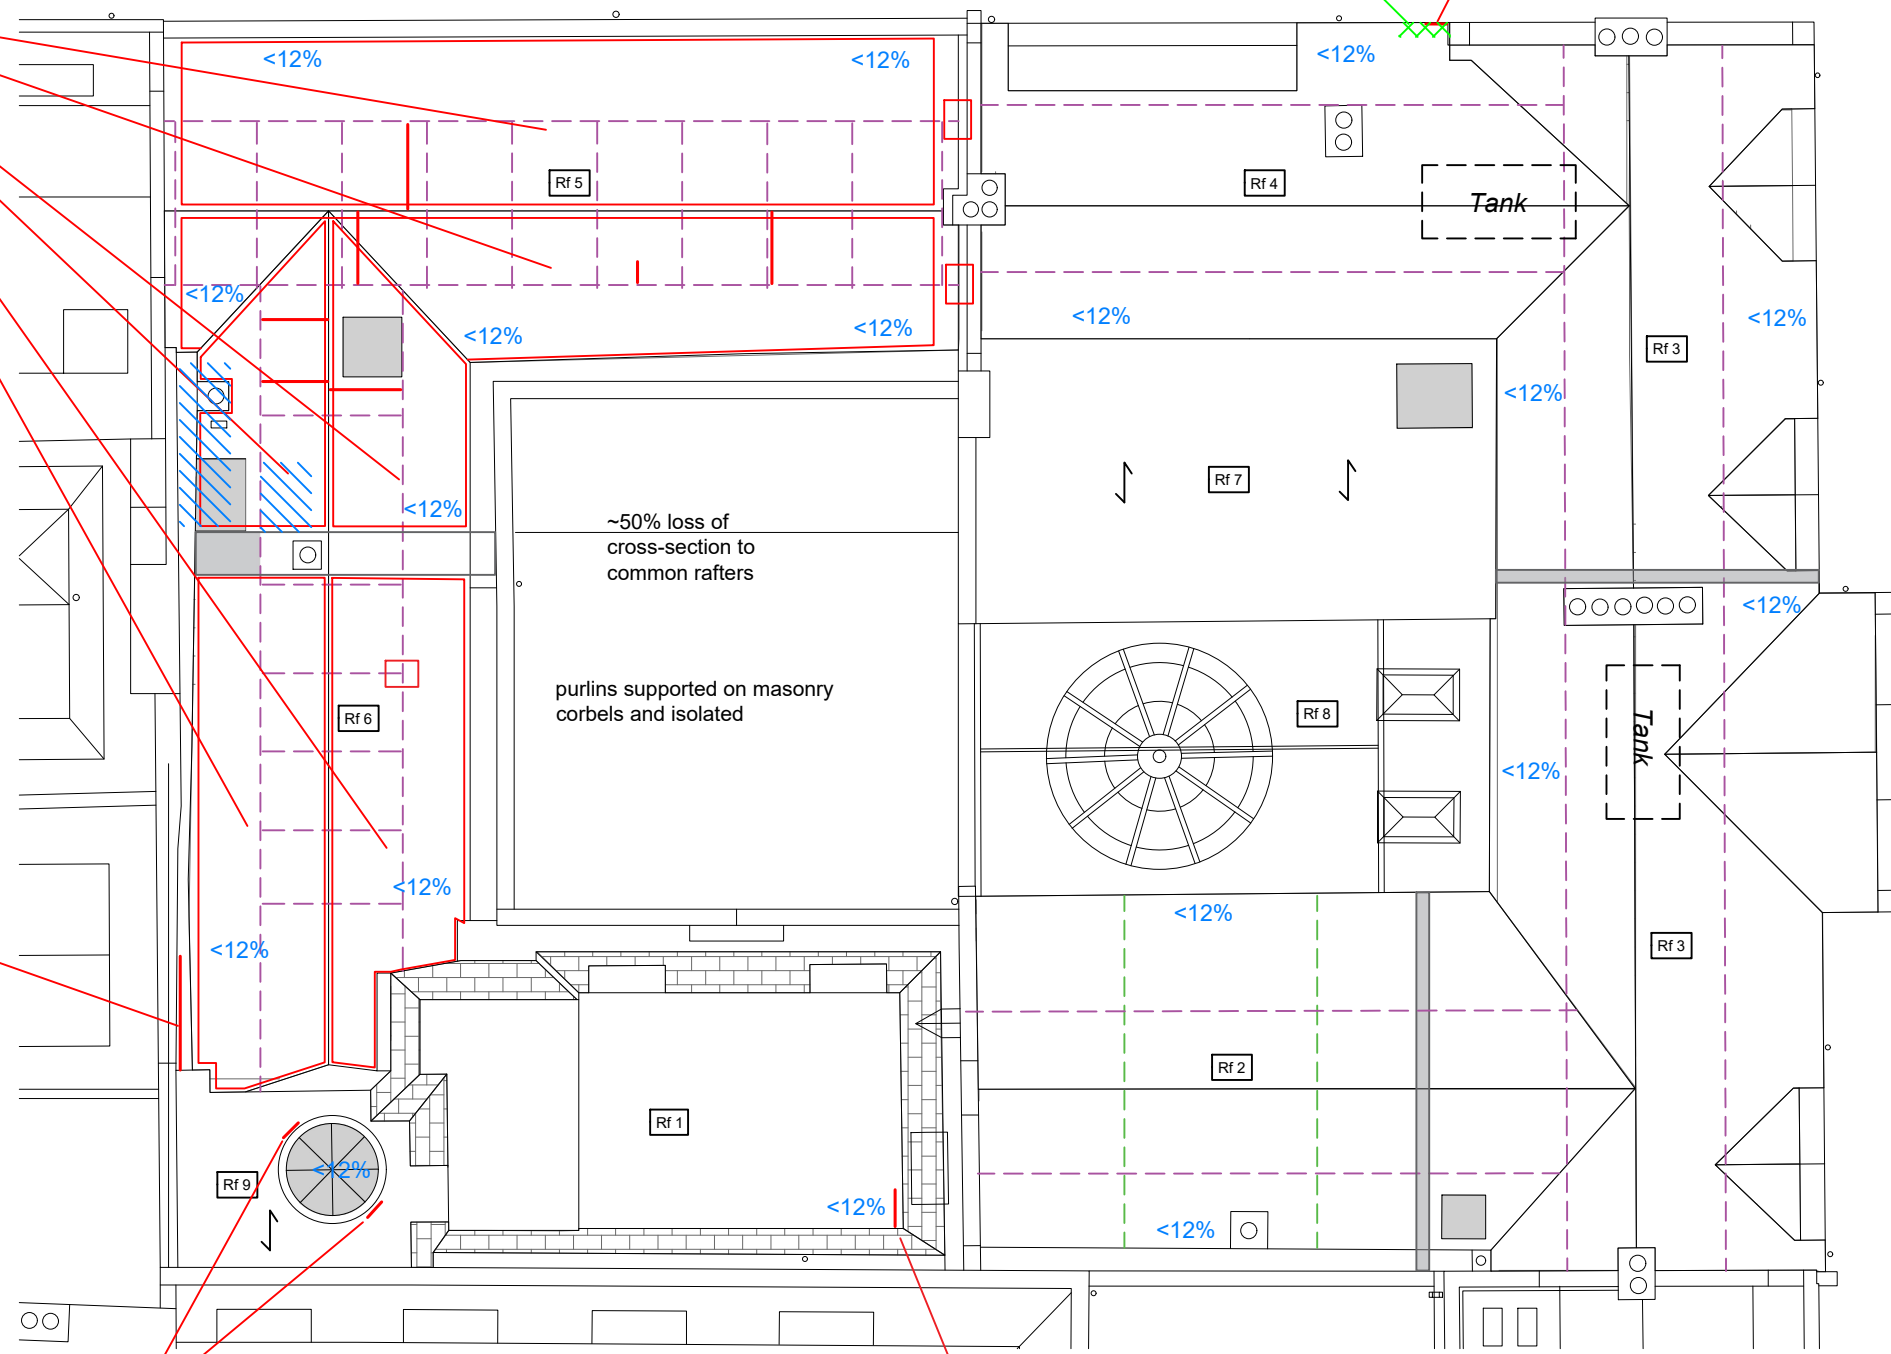 <12%
<12%
<12%
Rf 5
Rf 4
Tank
<12%
<12%
<12%
<12%
<12%
Rf 3
<12%
Rf 7
<12%
~50% loss of
cross-section to
common rafters
<12%
purlins supported on masonry
corbels and isolated
Rf 6
Rf 8
Tank
<12%
<12%
<12%
<12%
Rf 3
Rf 2
Rf 1
<12%
Rf 9
<12%
<12%